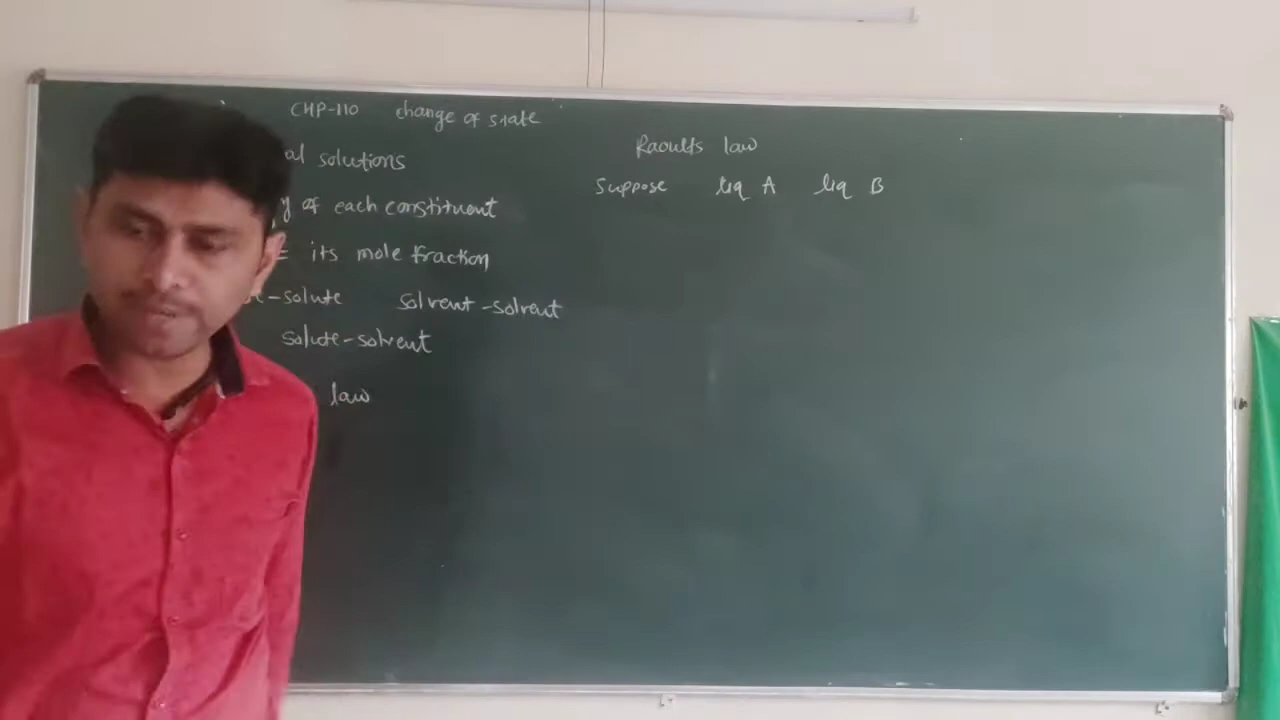 CHP-110 change of state
al solutions
y of each constituent
= its mole fraction
-solute solvent-solvent
solute-solvent
law
Raoults law
Suppose liq A liq B